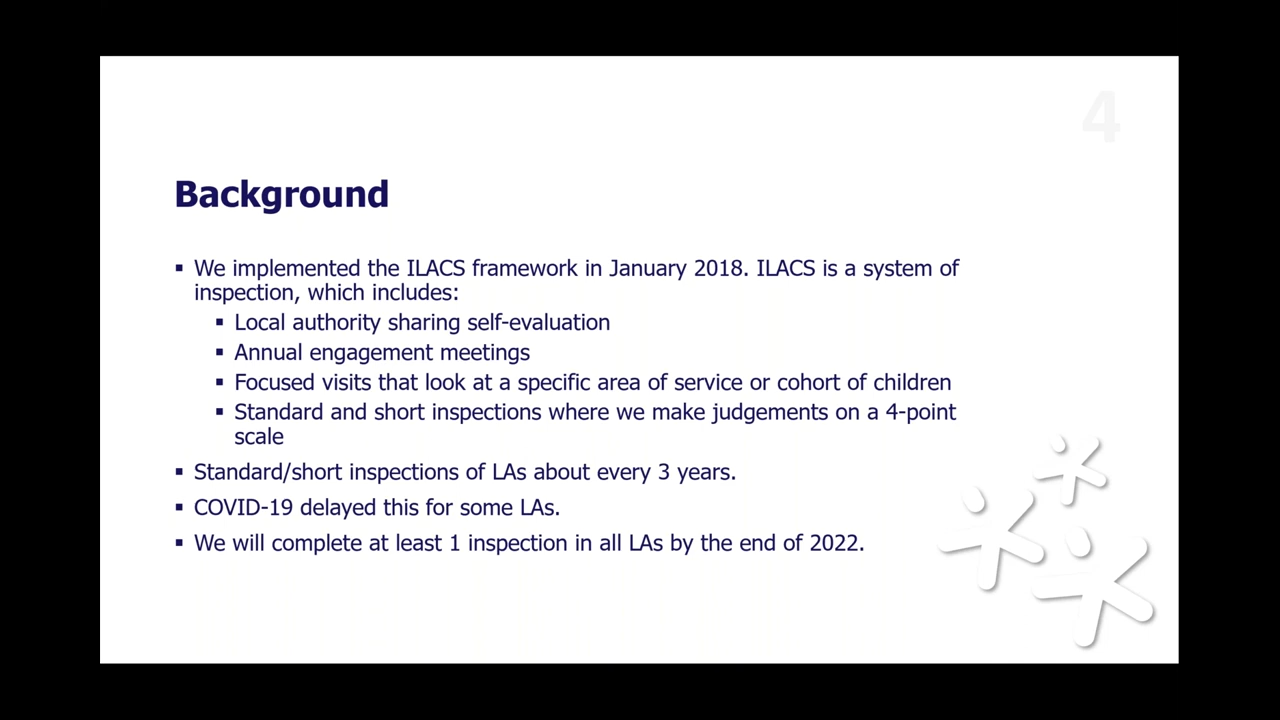 4
Background
▪ We implemented the ILACS framework in January 2018. ILACS is a system of
inspection, which includes:
▪ Local authority sharing self-evaluation
▪ Annual engagement meetings
▪ Focused visits that look at a specific area of service or cohort of children
▪ Standard and short inspections where we make judgements on a 4-point
scale
▪ Standard/short inspections of LAs about every 3 years.
▪ COVID-19 delayed this for some LAs.
▪ We will complete at least 1 inspection in all LAs by the end of 2022.